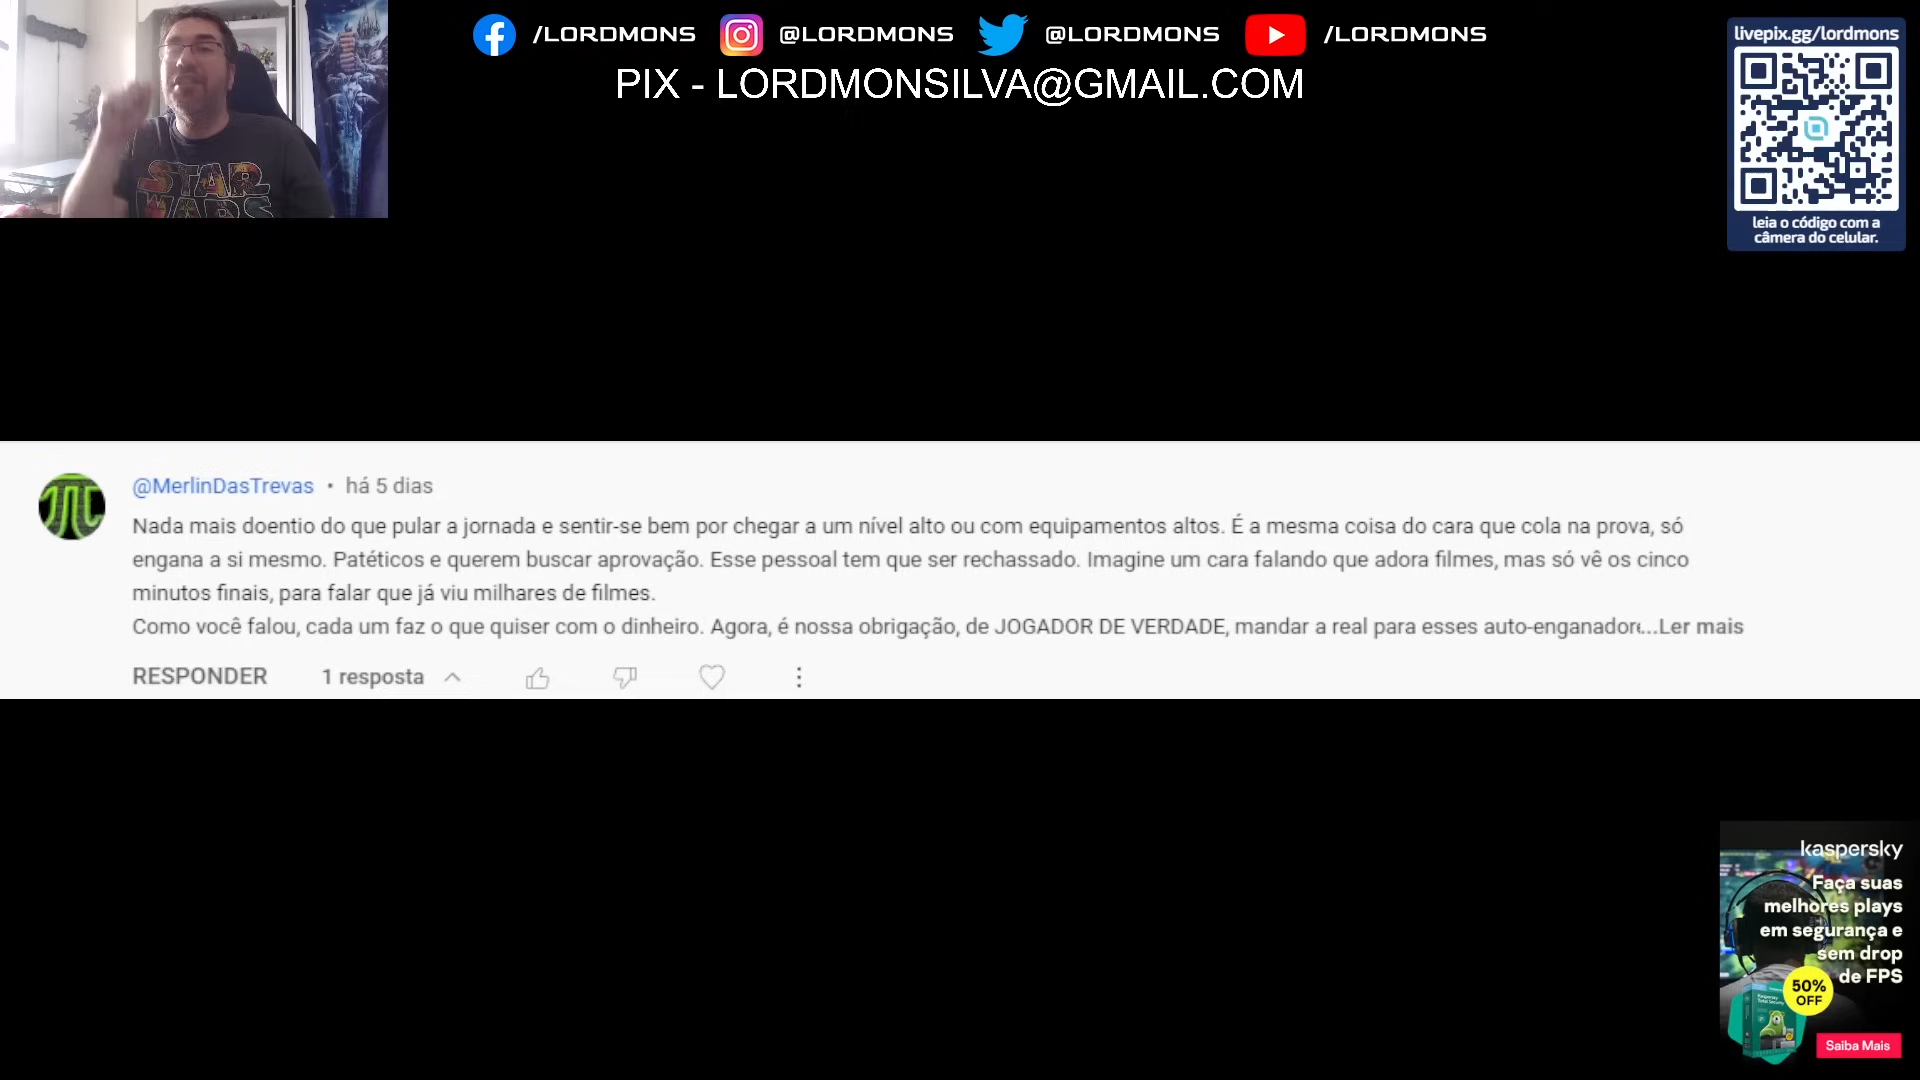 /LORDMONS @LORDMONS @LORDMONS /LORDMONS
PIX - LORDMONSILVA@GMAIL.COM
livepix.gg/lordmons
leia o código com a
câmera do celular.
STAR
WARS
@MerlinDasTrevas • há 5 dias
Nada mais doentio do que pular a jornada e sentir-se bem por chegar a um nível alto ou com equipamentos altos. É a mesma coisa do cara que cola na prova, só
engana a si mesmo. Patéticos e querem buscar aprovação. Esse pessoal tem que ser rechassado. Imagine um cara falando que adora filmes, mas só vê os cinco
minutos finais, para falar que já viu milhares de filmes.
Como você falou, cada um faz o que quiser com o dinheiro. Agora, é nossa obrigação, de JOGADOR DE VERDADE, mandar a real para esses auto-enganador...Ler mais
RESPONDER 1 resposta
kaspersky
Faça suas
melhores plays
em segurança e
sem drop
de FPS
50%
OFF
Saiba Mais